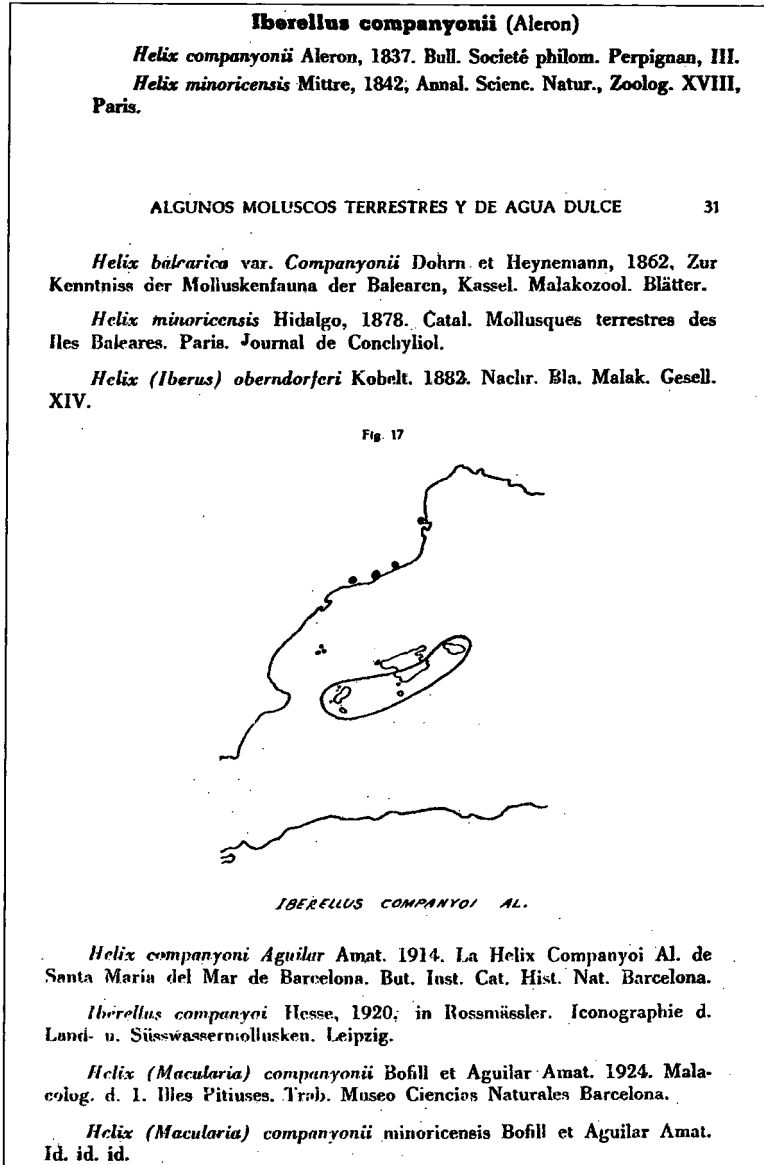 Iberellus companyonii (Aleron)
Helix companyonii Aleron, 1837. Bull. Societé philom. Perpignan, III.
Helix minoricensis Mittre, 1842; Annal. Scienc. Natur., Zoolog. XVIII,
Paris.
ALGUNOS MOLUSCOS TERRESTRES Y DE AGUA DULCE 31
Helix balearica var. Companyonii Dohrn et Heynemann, 1862, Zur
Kenntniss der Molluskenfauna der Balearen, Kassel. Malakozool. Blätter.
Helix minoricensis Hidalgo, 1878. Catal. Mollusques terrestres des
Iles Baleares. Paris. Journal de Conchyliol.
Helix (Iberus) oberndorferi Kobelt. 1882. Nachr. Bla. Malak. Gesell.
XIV.
Fig. 17
IBERELLUS COMPANYOI AL.
Helix companyoni Aguilar Amat. 1914. La Helix Companyoi Al. de
Santa María del Mar de Barcelona. But. Inst. Cat. Hist. Nat. Barcelona.
Iberellus companyoi Hesse, 1920, in Rossmässler. Iconographie d.
Land- u. Süsswassermollusken. Leipzig.
Helix (Macularia) companyonii Bofill et Aguilar Amat. 1924. Mala-
colog. d. l. Illes Pitiuses. Trab. Museo Ciencias Naturales Barcelona.
Helix (Macularia) companyonii minoricensis Bofill et Aguilar Amat.
Id. id. id.